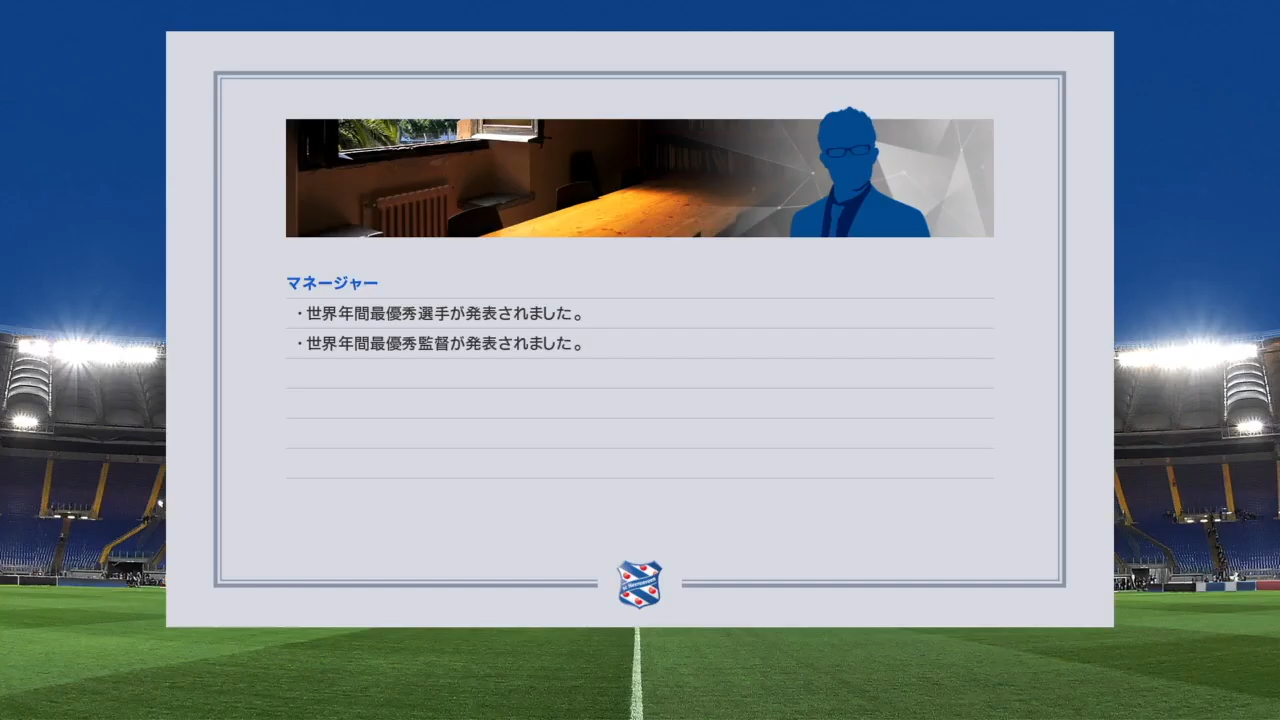 マネージャー
・世界年間最優秀選手が発表されました。
・世界年間最優秀監督が発表されました。